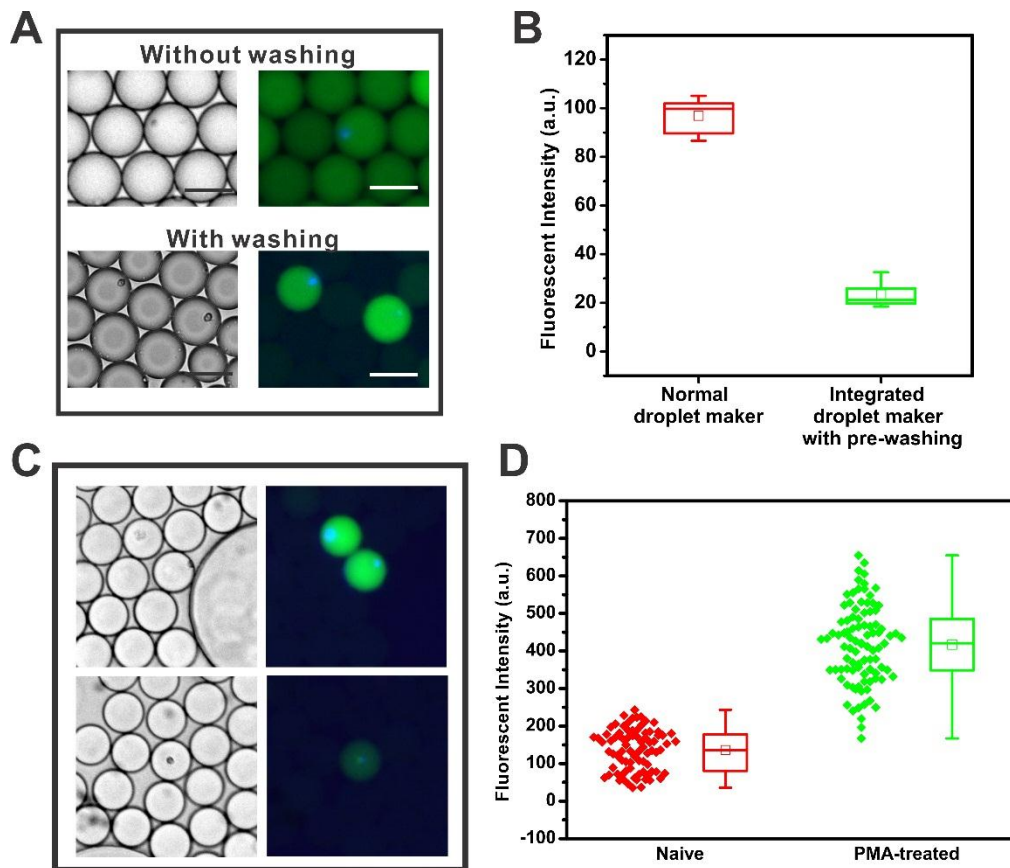 A
Without washing
With washing
B
Fluorescent Intensity (a.u.)
120
100
80
60
40
20
0
Normal
droplet maker
Integrated
droplet maker
with pre-washing
C
D
Fluorescent Intensity (a.u.)
800
700
600
500
400
300
200
100
0
-100
Naive
PMA-treated